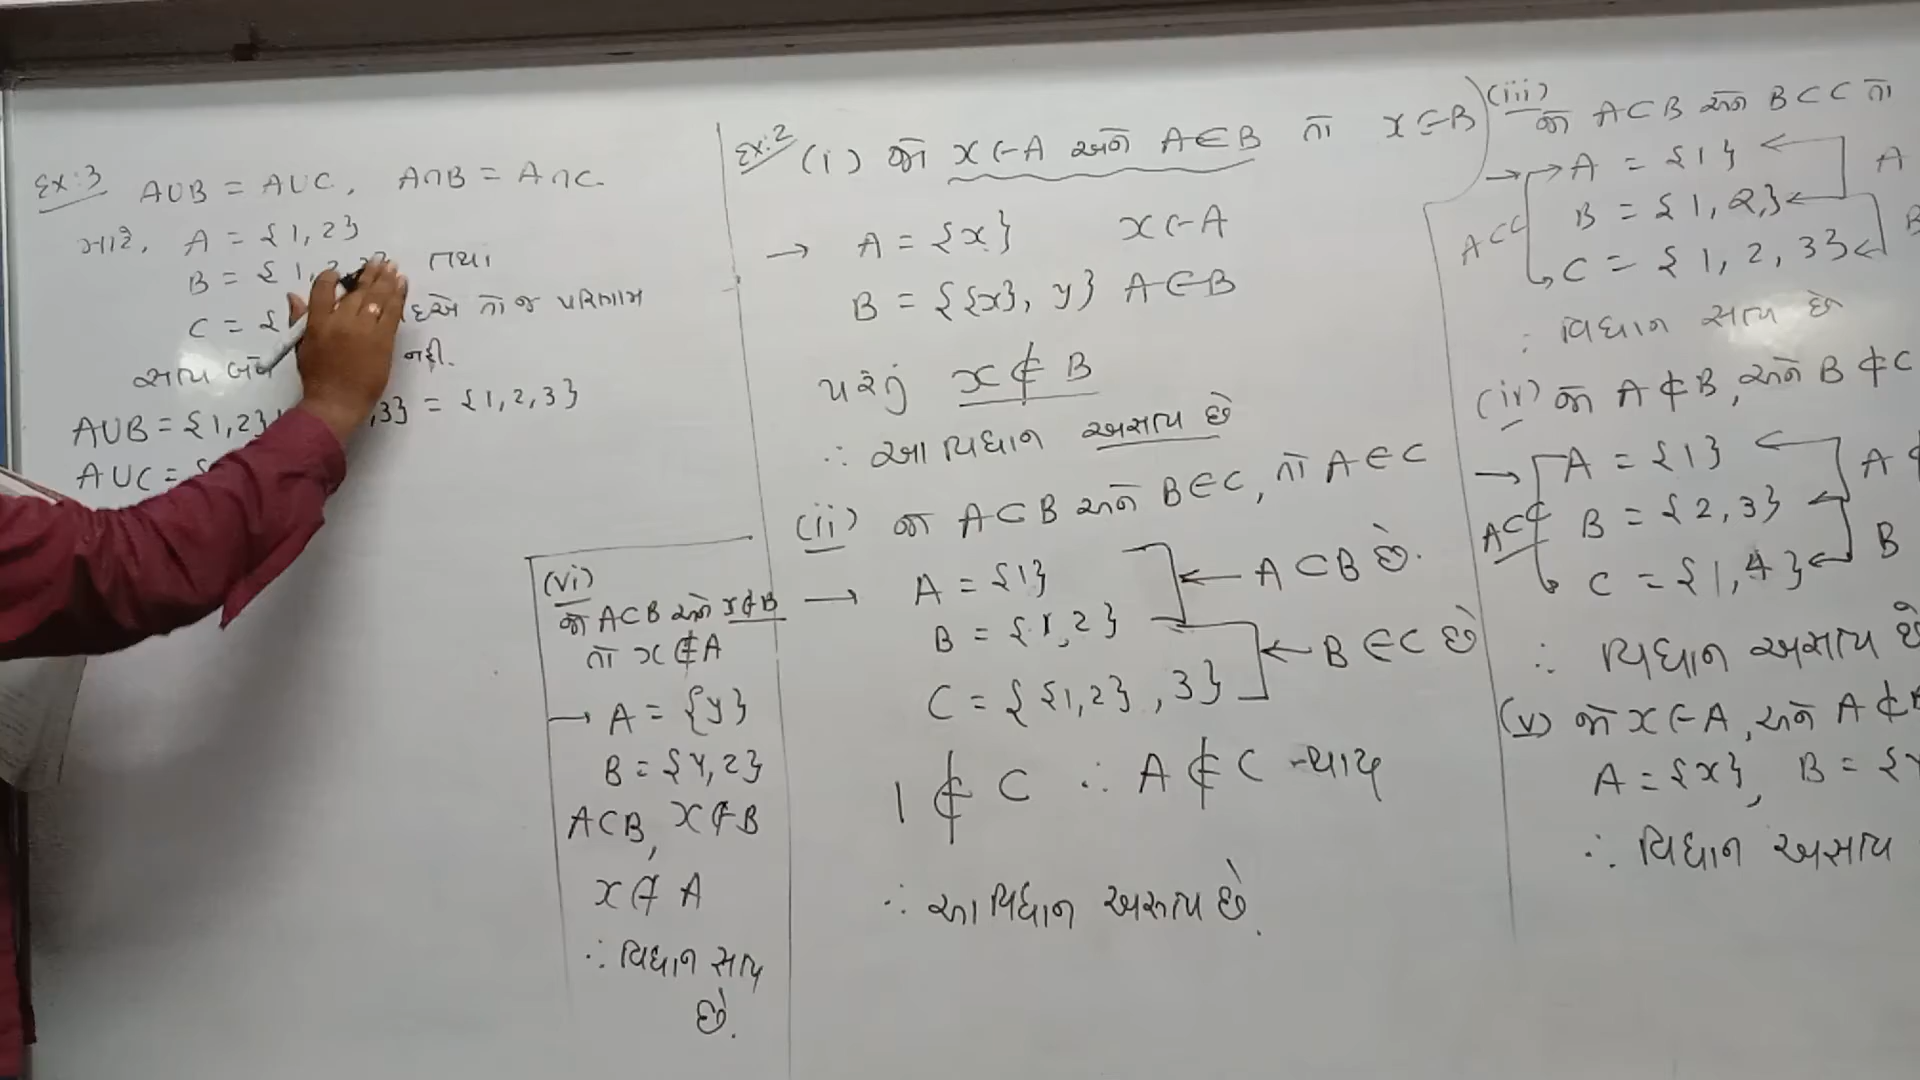 Ex:3 A∪B = A∪C, A∩B = A∩C
માટે, A = {1,2}
B = {1, 2, તથા
C = { તો જ પરિણામ
સત્ય નહી.
A∪B = {1,2} ,3} = {1,2,3}
A∪C =
(vi)
જો A⊂B અને x∉B
તો x∉A
→ A = {y}
B = {y,2}
A⊂B, x∉B
x∉A
∴ વિધાન સત્ય
છે.
Ex:2 (i) જો x∈A અને A∈B તો x∈B
→ A = {x} x∈A
B = {{x}, y} A∈B
પરંતુ x∉B
∴ આ વિધાન અસત્ય છે
(ii) જો A⊂B અને B∈C, તો A∈C
→ A = {1} ← A⊂B છે.
B = {1,2}
← B∈C છે
C = {{1,2},3}
1∉C ∴ A∉C થાય
∴ આ વિધાન અસત્ય છે.
(iii) જો A⊂B અને B⊂C તો
→ A = {1} A
B = {1,2,} B
A⊂C
C = {1,2,3}
∴ વિધાન સત્ય છે
(iv) જો A⊄B, અને B⊄C
→ A = {1} A
B = {2,3}
A⊂⊄ B
C = {1,4}
∴ વિધાન અસત્ય છે
(v) જો x∈A, અને A⊄B
A = {x}, B = {y
∴ વિધાન અસત્ય